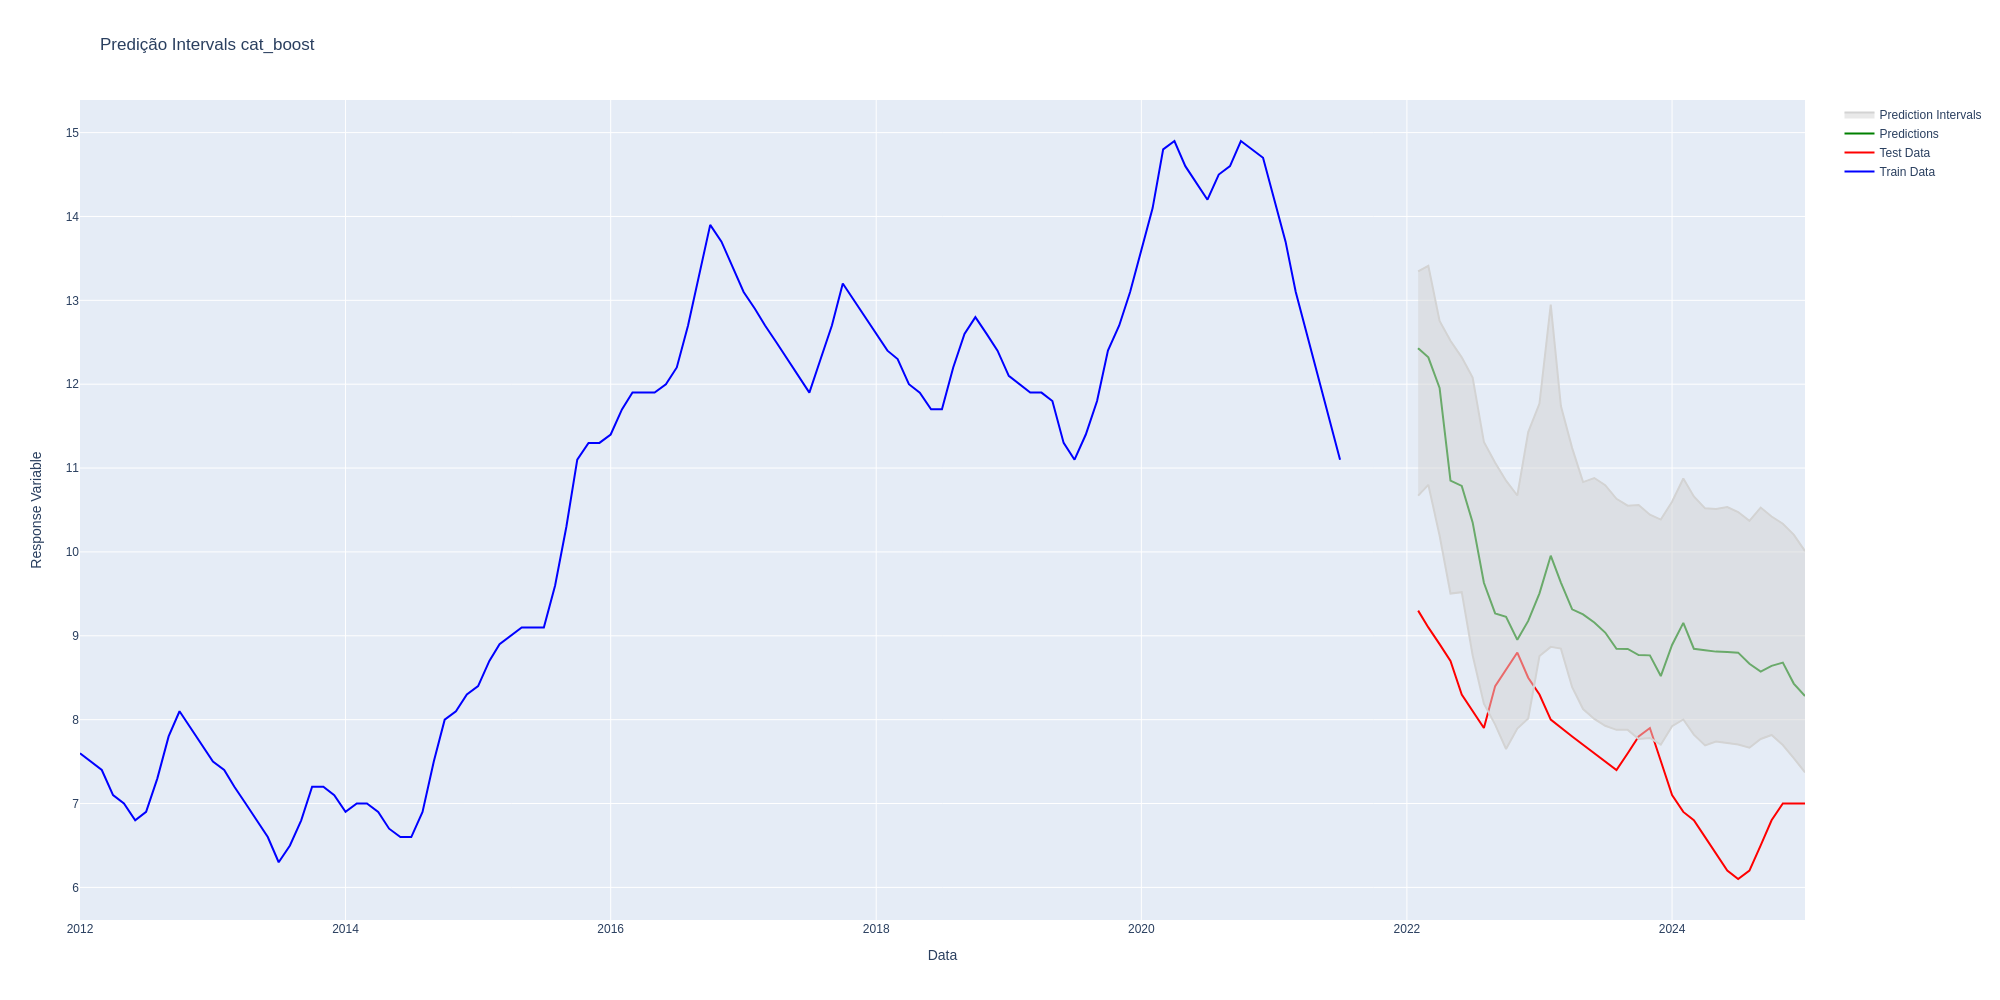 Predição Intervals cat_boost
Prediction Intervals
Predictions
Test Data
Train Data
Response Variable
15
14
13
12
11
10
9
8
7
6
2012
2014
2016
2018
2020
2022
2024
Data